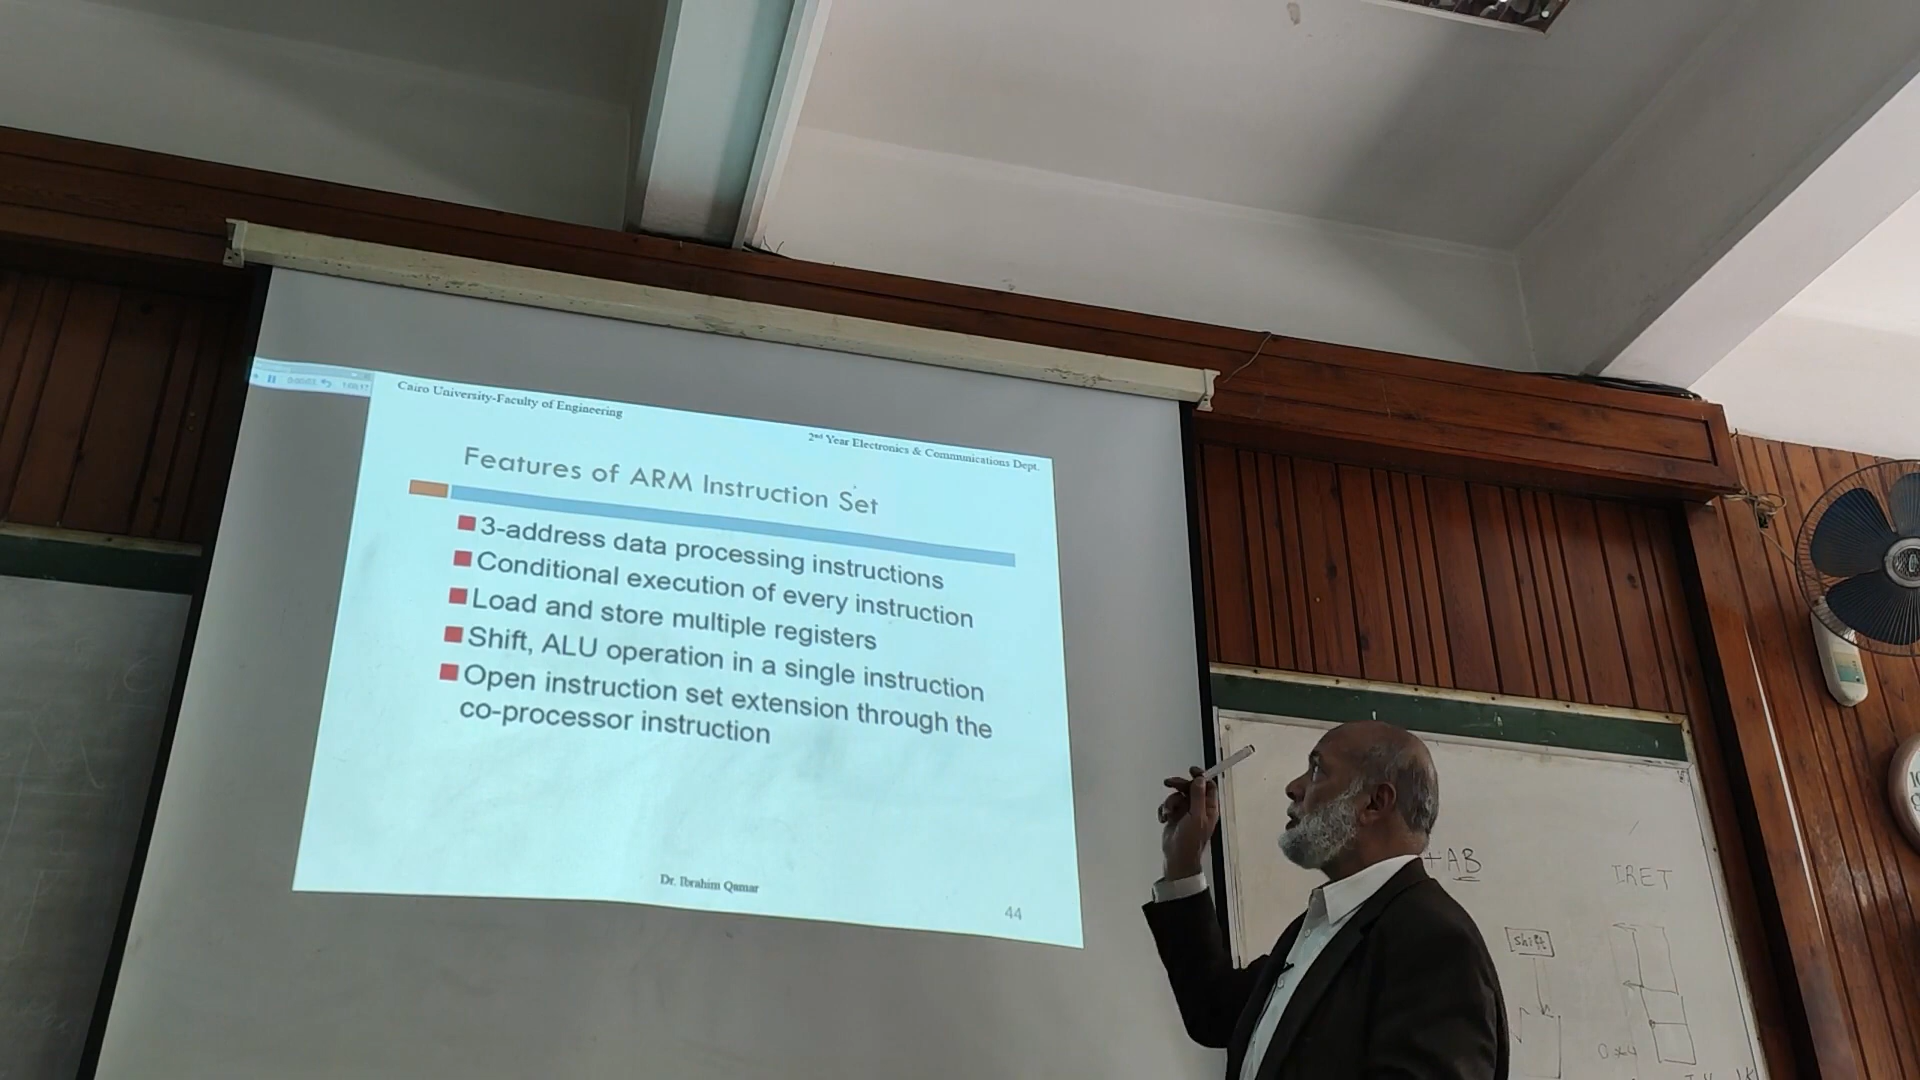 Cairo University-Faculty of Engineering
2nd Year Electronics & Communications Dept.
Features of ARM Instruction Set
3-address data processing instructions
Conditional execution of every instruction
Load and store multiple registers
Shift, ALU operation in a single instruction
Open instruction set extension through the
co-processor instruction
Dr. Ibrahim Qamar
44
+AB
IRET
Shift